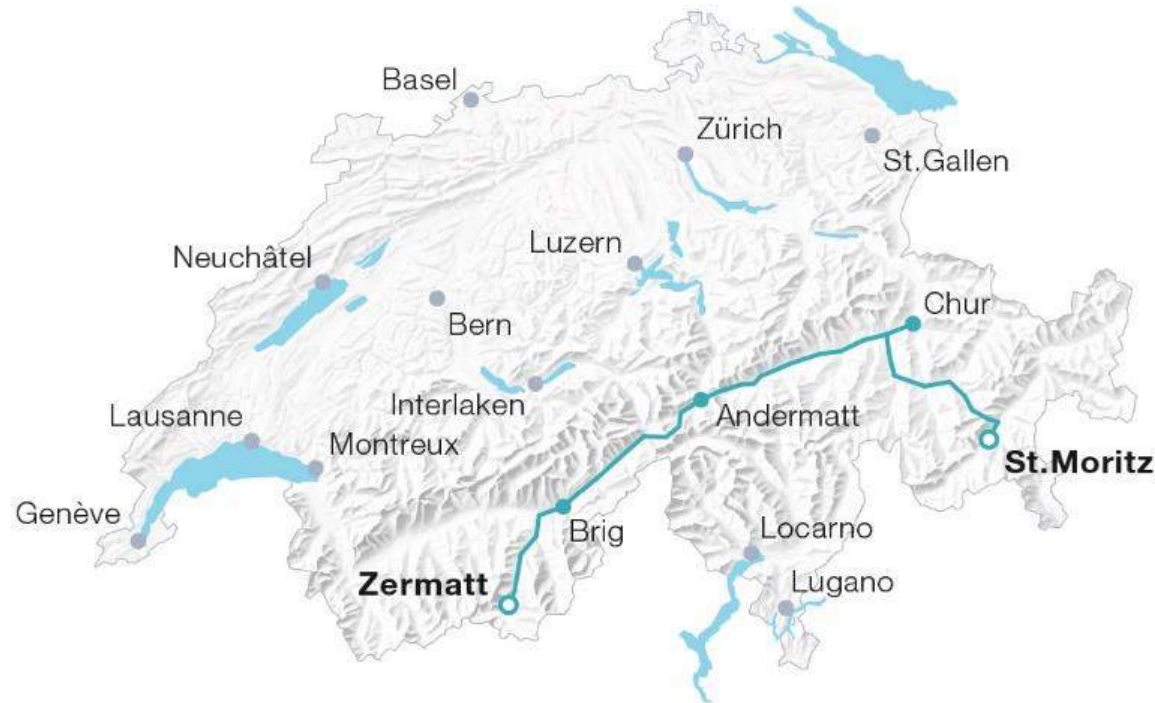 Basel
Zürich
St.Gallen
Neuchâtel
Luzern
Bern
Chur
Interlaken
Andermatt
Lausanne
Montreux
St.Moritz
Genève
Brig
Locarno
Zermatt
Lugano